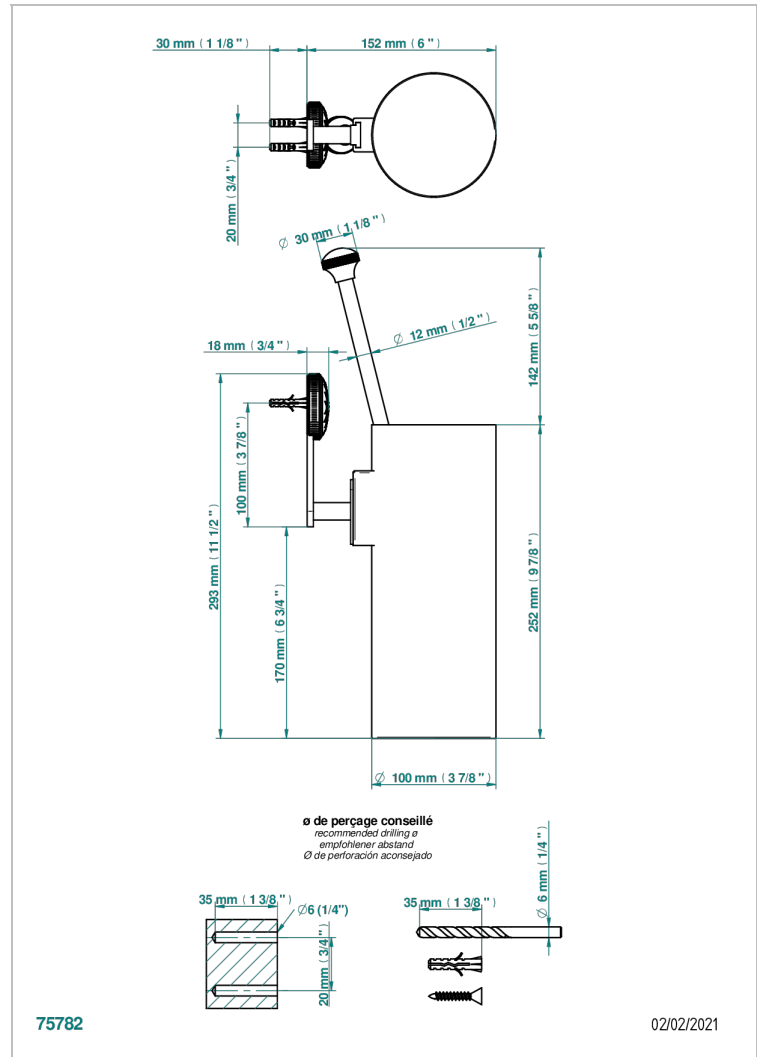 30 mm ( 1 1/8" )
152 mm ( 6" )
20 mm ( 3/4" )
Ø 30 mm ( 1 1/8" )
Ø 12 mm ( 1/2" )
142 mm ( 5 5/8" )
18 mm ( 3/4" )
100 mm ( 3 7/8" )
293 mm ( 11 1/2" )
170 mm ( 6 3/4" )
252 mm ( 9 7/8" )
Ø 100 mm ( 3 7/8" )
ø de perçage conseillé
recommended drilling ø
empfohlener abstand
Ø de perforación aconsejado
35 mm ( 1 3/8" )
Ø6 (1/4")
20 mm ( 3/4" )
35 mm ( 1 3/8" )
Ø 6 mm ( 1/4" )
75782
02/02/2021